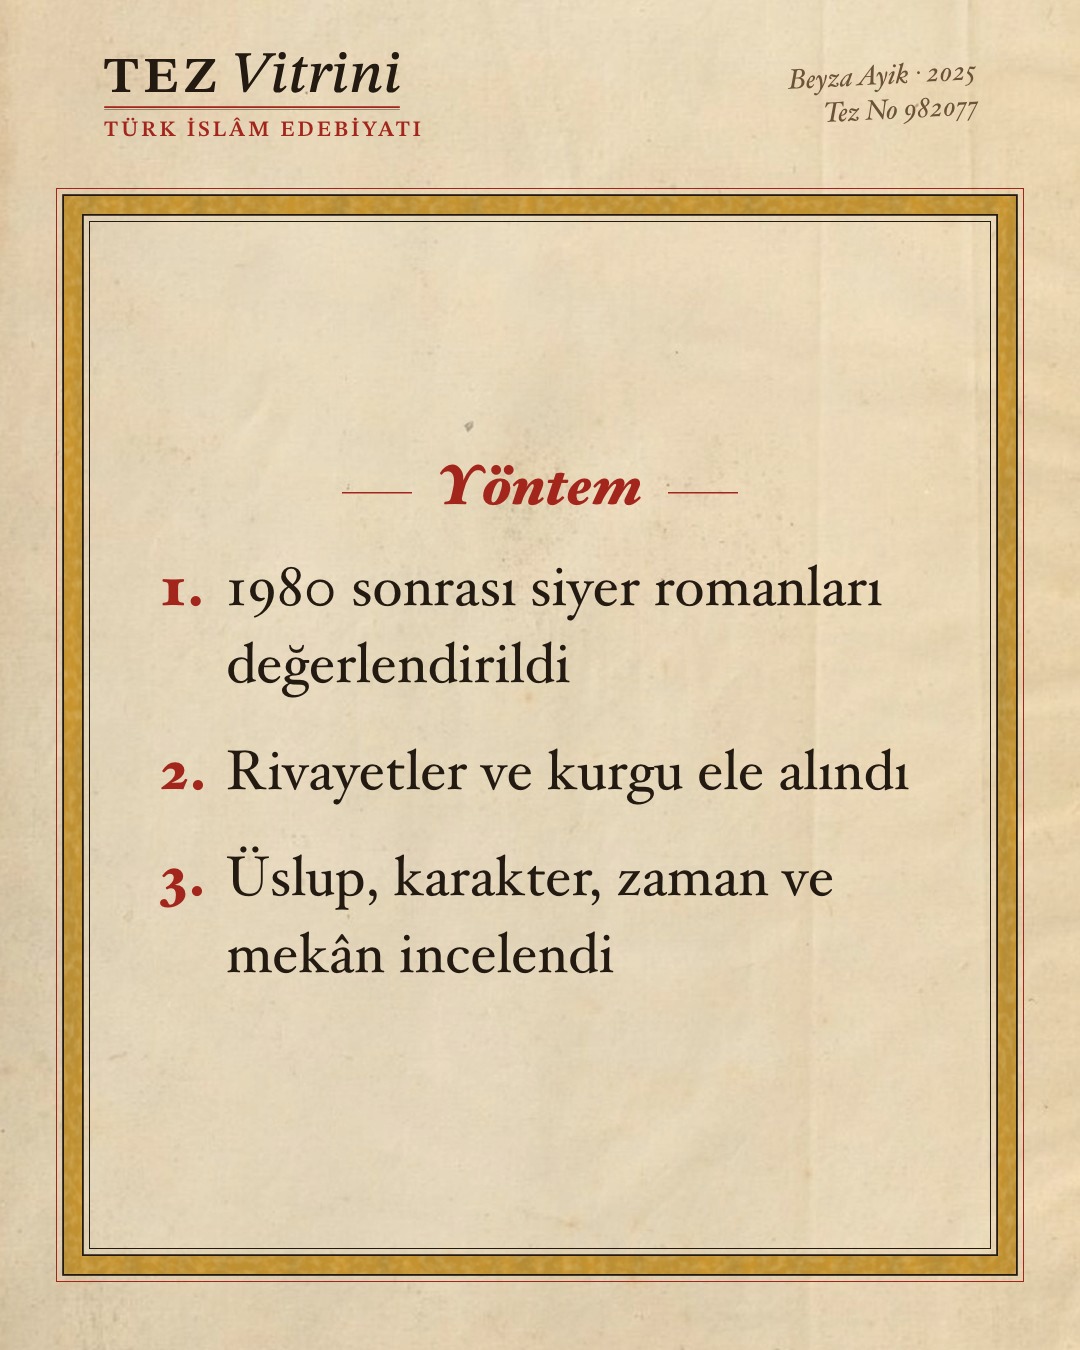 TEZ Vitrini
TÜRK İSLÂM EDEBİYATI
Beyza Ayik · 2025
Tez No 982077
Yöntem
1. 1980 sonrası siyer romanları
değerlendirildi
2. Rivayetler ve kurgu ele alındı
3. Üslup, karakter, zaman ve
mekân incelendi